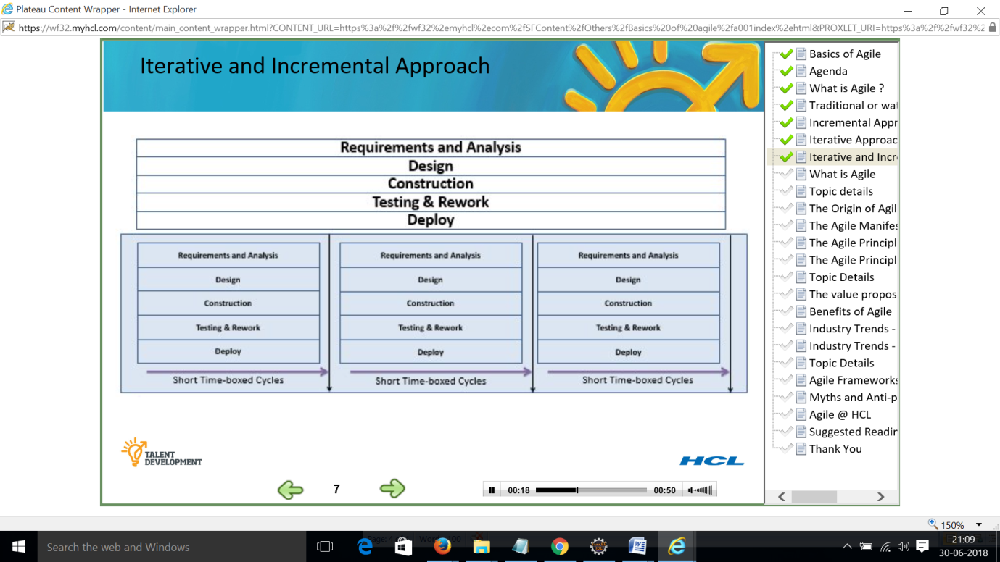 Plateau Content Wrapper - Internet Explorer
https://wf32.myhcl.com/content/main_content_wrapper.html?CONTENT_URL=https%3a%2f%2fwf32%2emyhcl%2ecom%2fSFContent%2fOthers%2fBasics%20of%20agile%2fa001index%2ehtml&PROXLET_URI=https%3a%2f%2fwf32%2
Iterative and Incremental Approach
Requirements and Analysis
Design
Construction
Testing & Rework
Deploy
Requirements and Analysis
Design
Construction
Testing & Rework
Deploy
Short Time-boxed Cycles
Requirements and Analysis
Design
Construction
Testing & Rework
Deploy
Short Time-boxed Cycles
Requirements and Analysis
Design
Construction
Testing & Rework
Deploy
Short Time-boxed Cycles
TALENT
DEVELOPMENT
HCL
7
00:18
00:50
Basics of Agile
Agenda
What is Agile ?
Traditional or wat
Incremental Appr
Iterative Approac
Iterative and Incr
What is Agile
Topic details
The Origin of Agil
The Agile Manifes
The Agile Principl
The Agile Principl
Topic Details
The value propos
Benefits of Agile
Industry Trends -
Industry Trends -
Topic Details
Agile Frameworks
Myths and Anti-p
Agile @ HCL
Suggested Readin
Thank You
150%
Search the web and Windows
21:09
30-06-2018